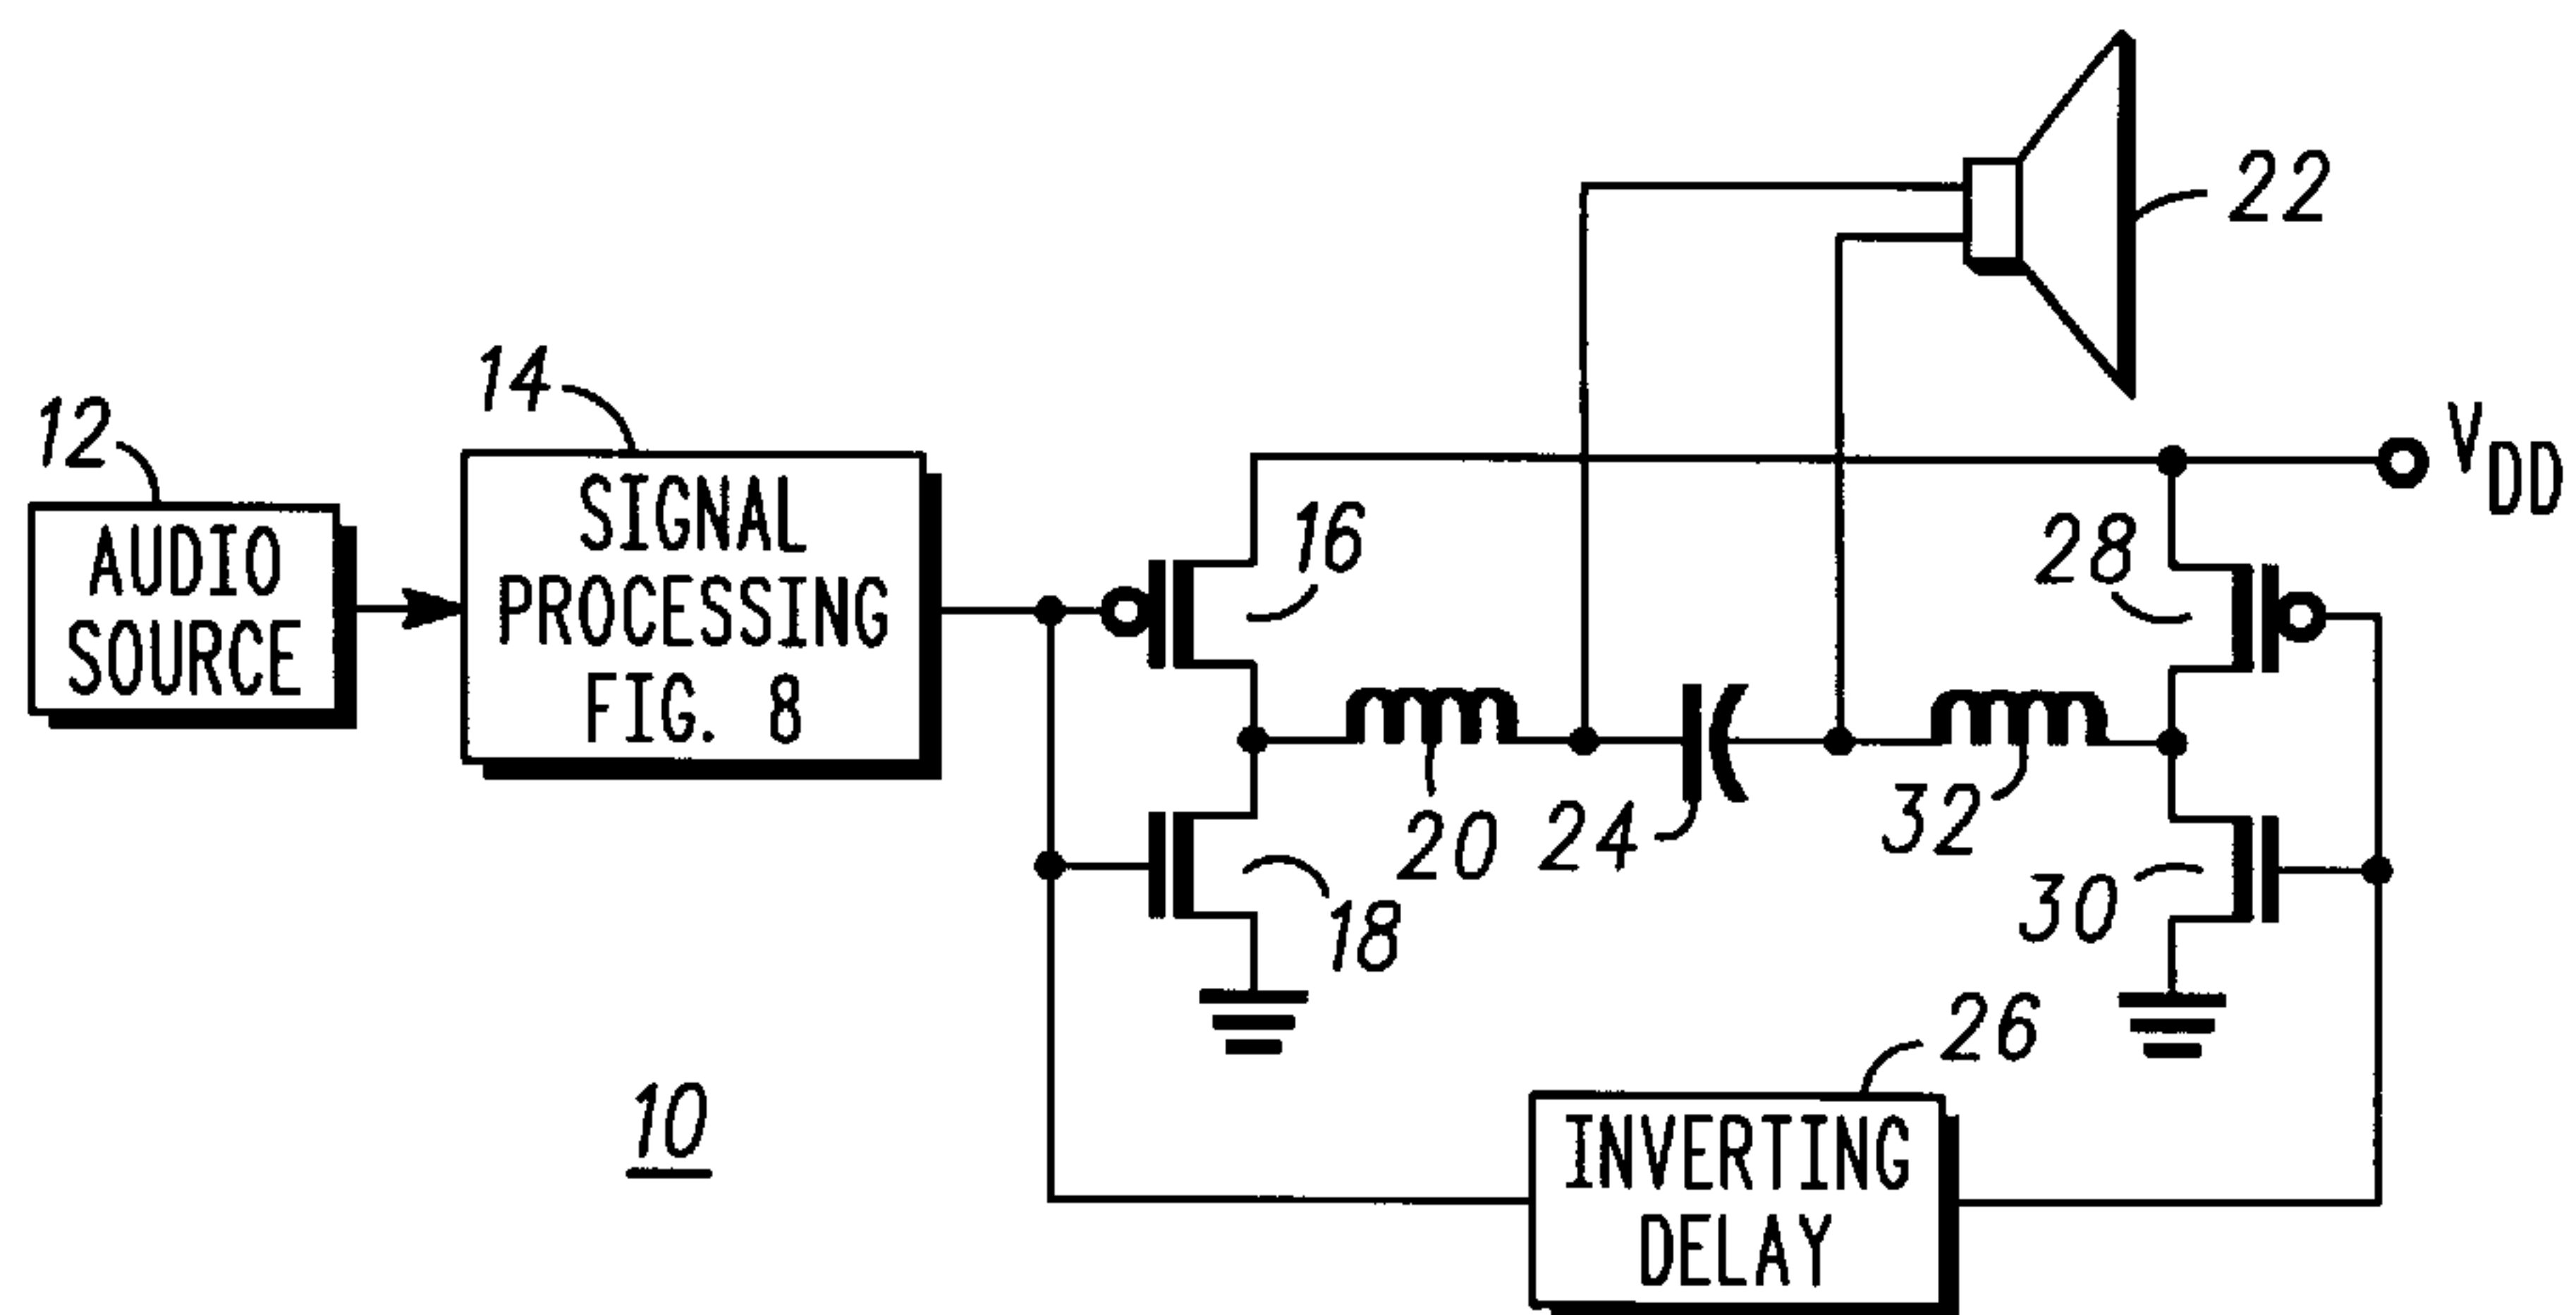 22
14
12
V
DD
SIGNAL
PROCESSING
FIG. 8
AUDIO
SOURCE
16
28
20
24
32
18
30
26
10
INVERTING
DELAY